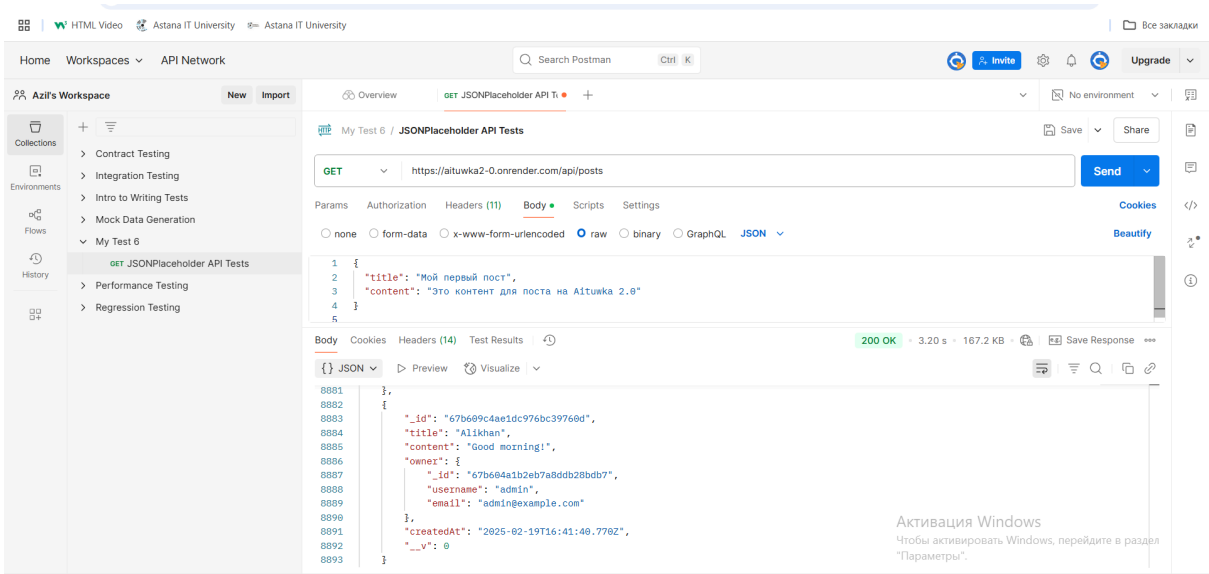 HTML Video Astana IT University Astana IT University Все закладки
Home Workspaces API Network Search Postman Ctrl K Invite Upgrade
Azil's Workspace New Import Overview GET JSONPlaceholder API Te No environment
Collections
Environments
Flows
History
Contract Testing
Integration Testing
Intro to Writing Tests
Mock Data Generation
My Test 6
GET JSONPlaceholder API Tests
Performance Testing
Regression Testing
HTTP My Test 6 / JSONPlaceholder API Tests Save Share
GET https://aituwka2-0.onrender.com/api/posts Send
Params Authorization Headers (11) Body Scripts Settings Cookies
none form-data x-www-form-urlencoded raw binary GraphQL JSON Beautify
1 {
2 "title": "Мой первый пост",
3 "content": "Это контент для поста на Aituwka 2.0"
4 }
5
Body Cookies Headers (14) Test Results 200 OK 3.20 s 167.2 KB Save Response
{} JSON Preview Visualize
8881 },
8882 {
8883 "_id": "67b609c4ae1dc976bc39760d",
8884 "title": "Alikhan",
8885 "content": "Good morning!",
8886 "owner": {
8887 "_id": "67b604a1b2eb7a8ddb28bdb7",
8888 "username": "admin",
8889 "email": "admin@example.com"
8890 },
8891 "createdAt": "2025-02-19T16:41:40.770Z",
8892 "__v": 0
8893 }
Активация Windows
Чтобы активировать Windows, перейдите в раздел
"Параметры".